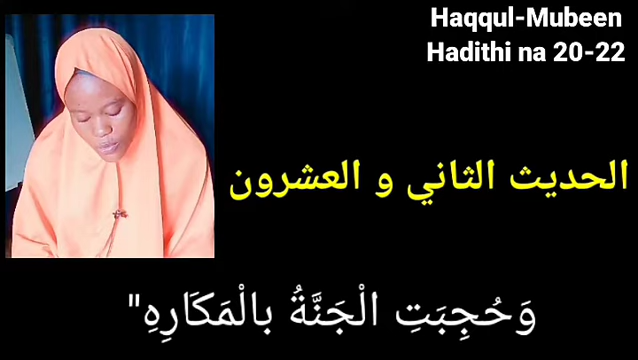 Haqqul-Mubeen
Hadithi na 20-22
الحديث الثاني و العشرون
وَحُجِبَتِ الْجَنَّةُ بالْمَكَارِهِ"